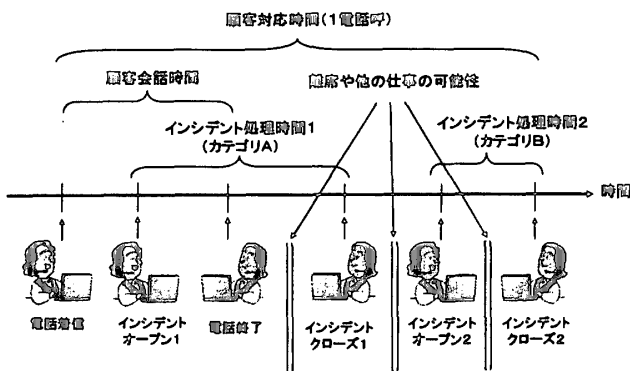 顧客対応時間(1電話呼)
顧客会話時間
離席や他の仕事の可能性
インシデント処理時間1
(カテゴリA)
インシデント処理時間2
(カテゴリB)
時間
電話着信
インシデント
オープン1
電話終了
インシデント
クローズ1
インシデント
オープン2
インシデント
クローズ2